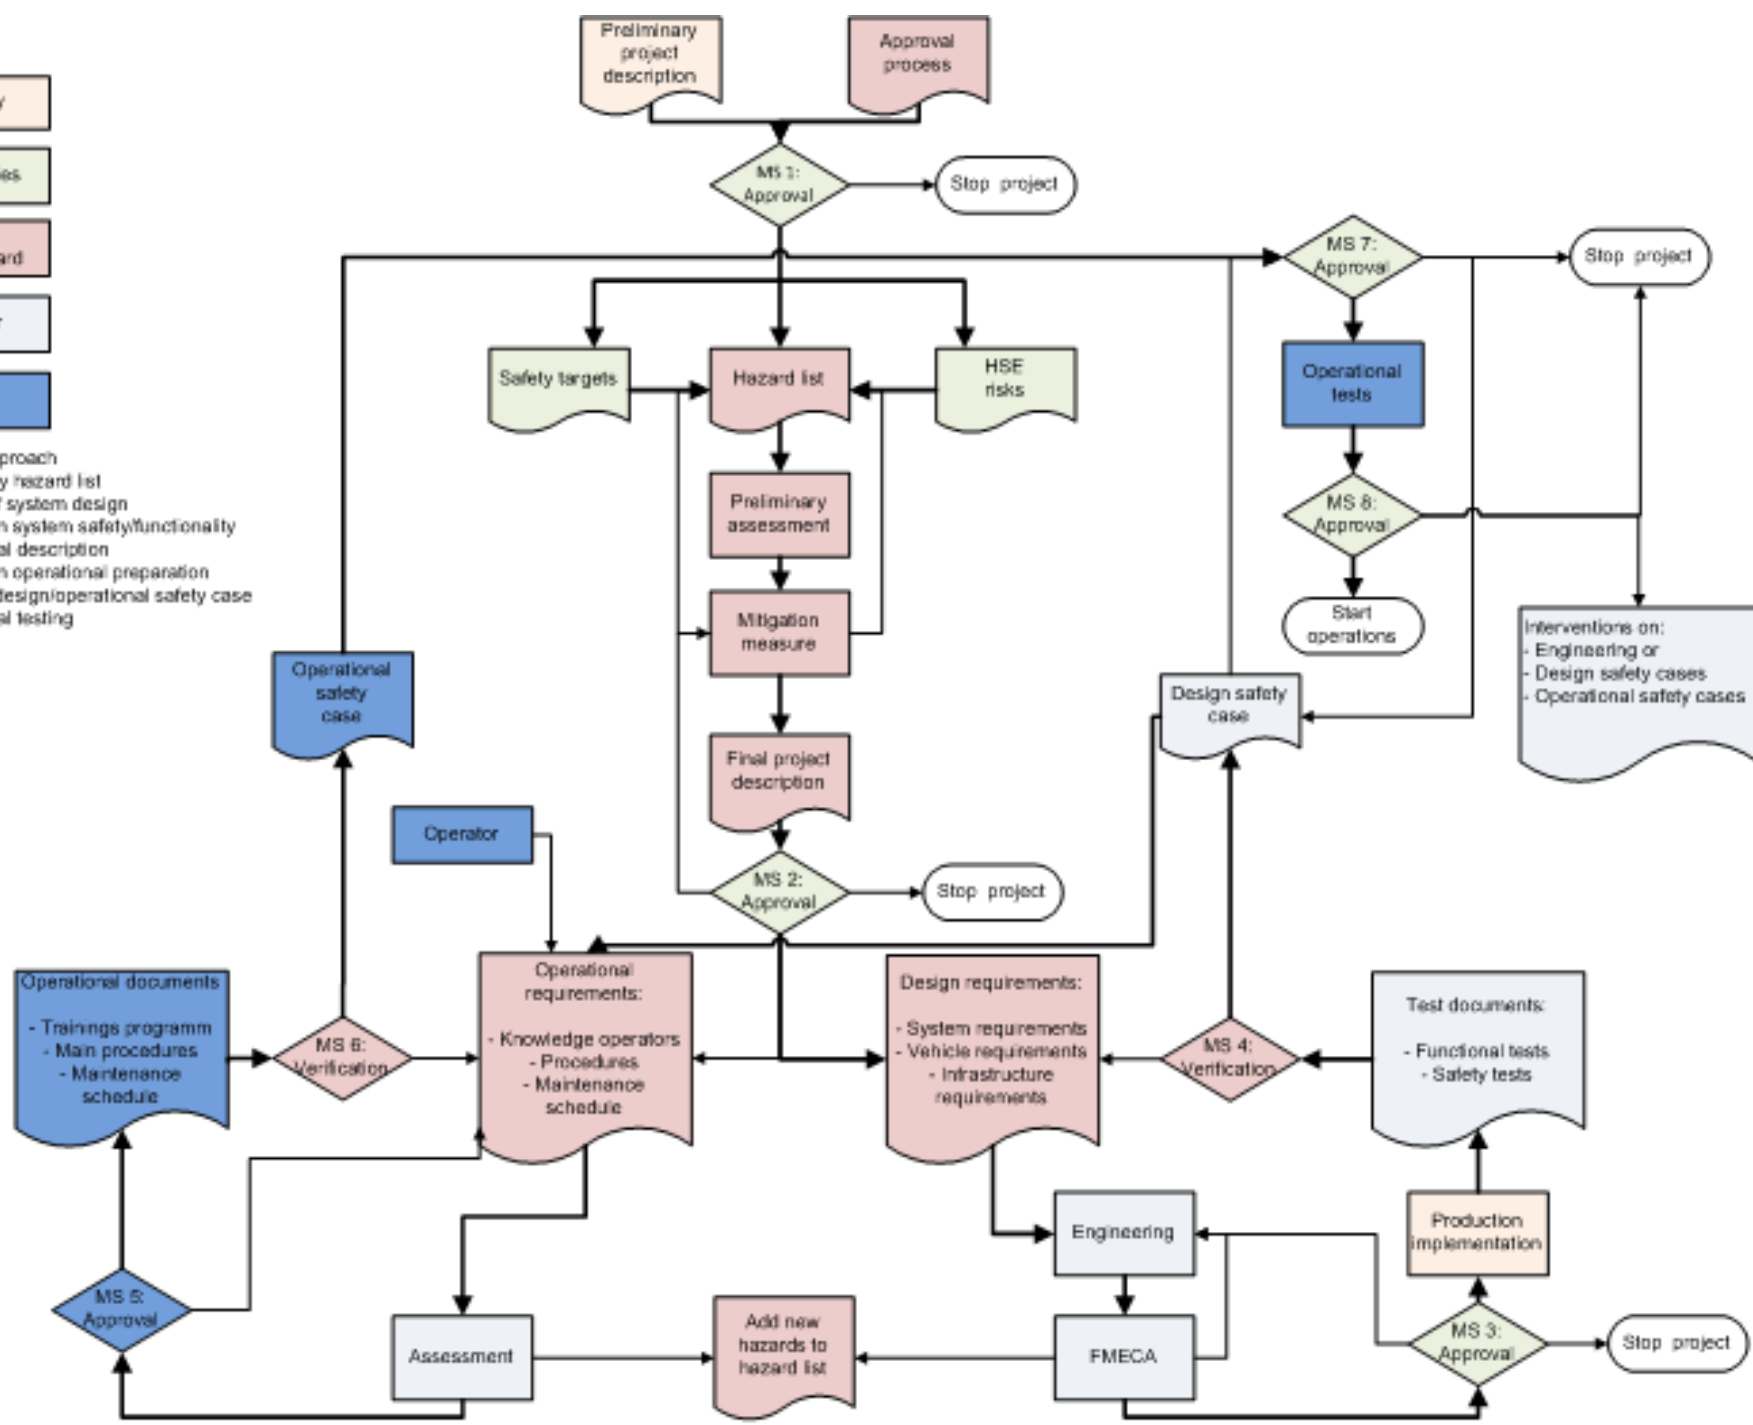 Preliminary
project
description
Approval
process
MS 1:
Approval
Stop project
MS 7:
Approval
Stop project
Safety targets
Hazard list
HSE
risks
Operational
tests
Preliminary
assessment
MS 8:
Approval
Mitigation
measure
Start
operations
Interventions on:
- Engineering or
- Design safety cases
- Operational safety cases
y
es
ard
r
proach
y hazard list
f system design
n system safety/functionality
al description
n operational preparation
design/operational safety case
al testing
Operational
safety
case
Design safety
case
Final project
description
Operator
MS 2:
Approval
Stop project
Operational documents
- Trainings programm
- Main procedures
- Maintenance
schedule
MS 6:
Verification
Operational
requirements:
- Knowledge operators
- Procedures
- Maintenance
schedule
Design requirements:
- System requirements
- Vehicle requirements
- Infrastructure
requirements
MS 4:
Verification
Test documents:
- Functional tests
- Safety tests
Engineering
Production
implementation
MS 5:
Approval
Assessment
Add new
hazards to
hazard list
FMECA
MS 3:
Approval
Stop project